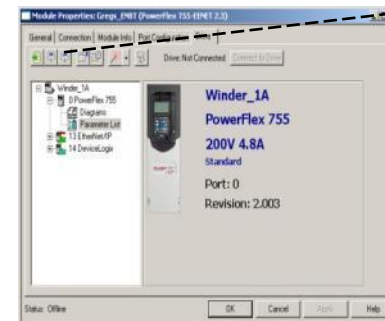 Module Properties: Gregs_ENBT (PowerFlex 755-EENET 2.3)
General Connection Module Info Port Configuration
Drive: Not Connected Connect to Drive
Winder_1A
0 PowerFlex 755
Diagrams
Parameter List
13 EtherNet/IP
14 DeviceLogix
Winder_1A
PowerFlex 755
200V 4.8A
Standard
Port: 0
Revision: 2.003
Status: Offline
OK Cancel Apply Help